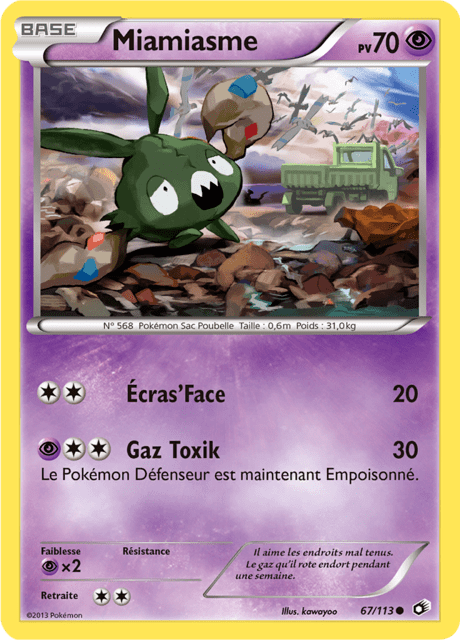 BASE Miamiasme PV70
N° 568 Pokémon Sac Poubelle Taille : 0,6m Poids : 31,0kg
Écras'Face 20
Gaz Toxik 30
Le Pokémon Défenseur est maintenant Empoisonné.
Faiblesse Résistance
×2
Retraite
Il aime les endroits mal tenus.
Le gaz qu'il rote endort pendant
une semaine.
©2013 Pokémon Illus. kawayoo 67/113